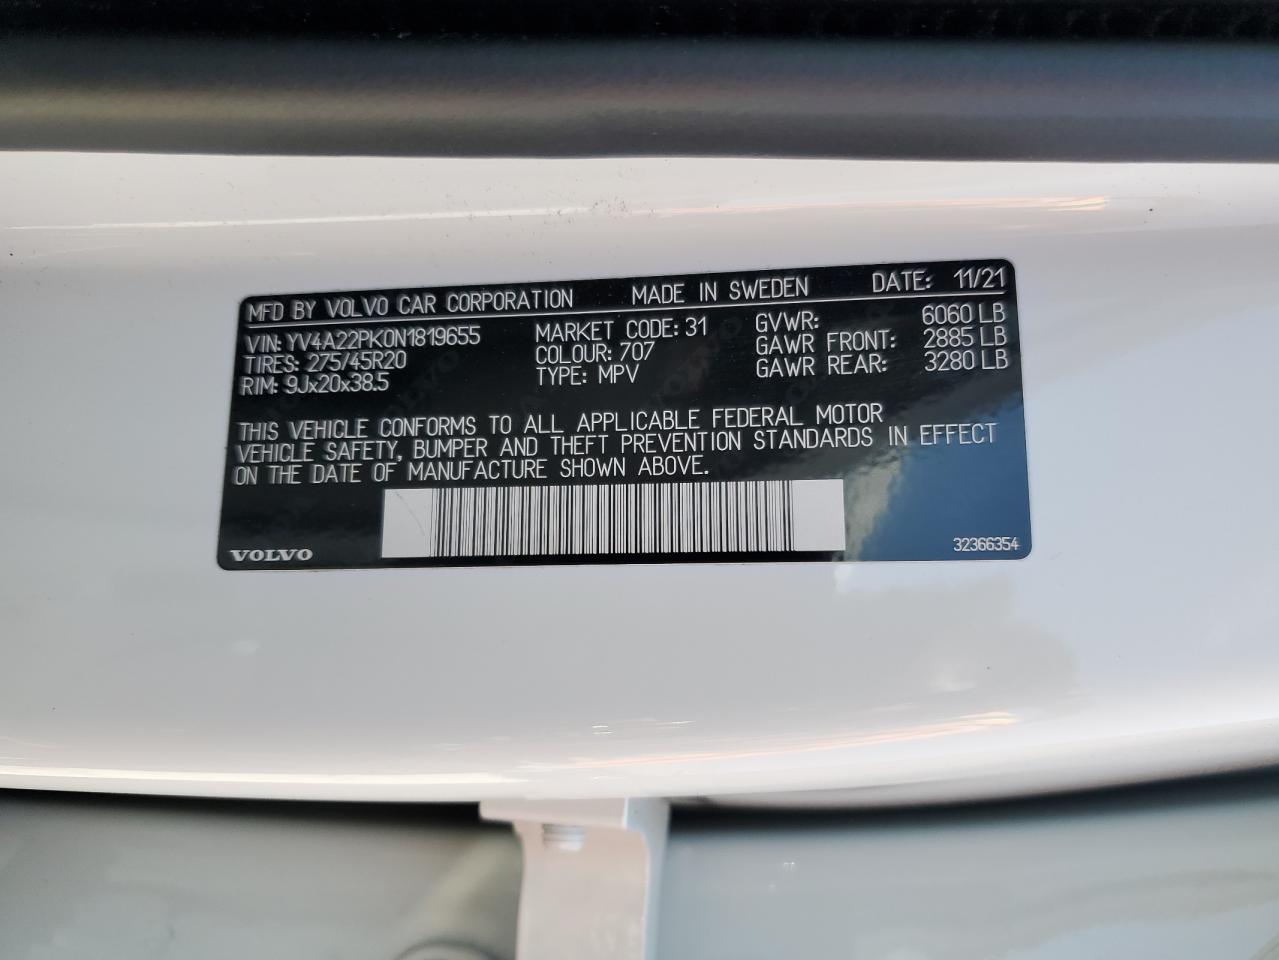 MFD BY VOLVO CAR CORPORATION MADE IN SWEDEN DATE: 11/21
VIN: YV4A22PK0N1819655 MARKET CODE: 31 GVWR: 6060 LB
TIRES: 275/45R20 COLOUR: 707 GAWR FRONT: 2885 LB
RIM: 9Jx20x38.5 TYPE: MPV GAWR REAR: 3280 LB
THIS VEHICLE CONFORMS TO ALL APPLICABLE FEDERAL MOTOR
VEHICLE SAFETY, BUMPER AND THEFT PREVENTION STANDARDS IN EFFECT
ON THE DATE OF MANUFACTURE SHOWN ABOVE.
VOLVO 32366354